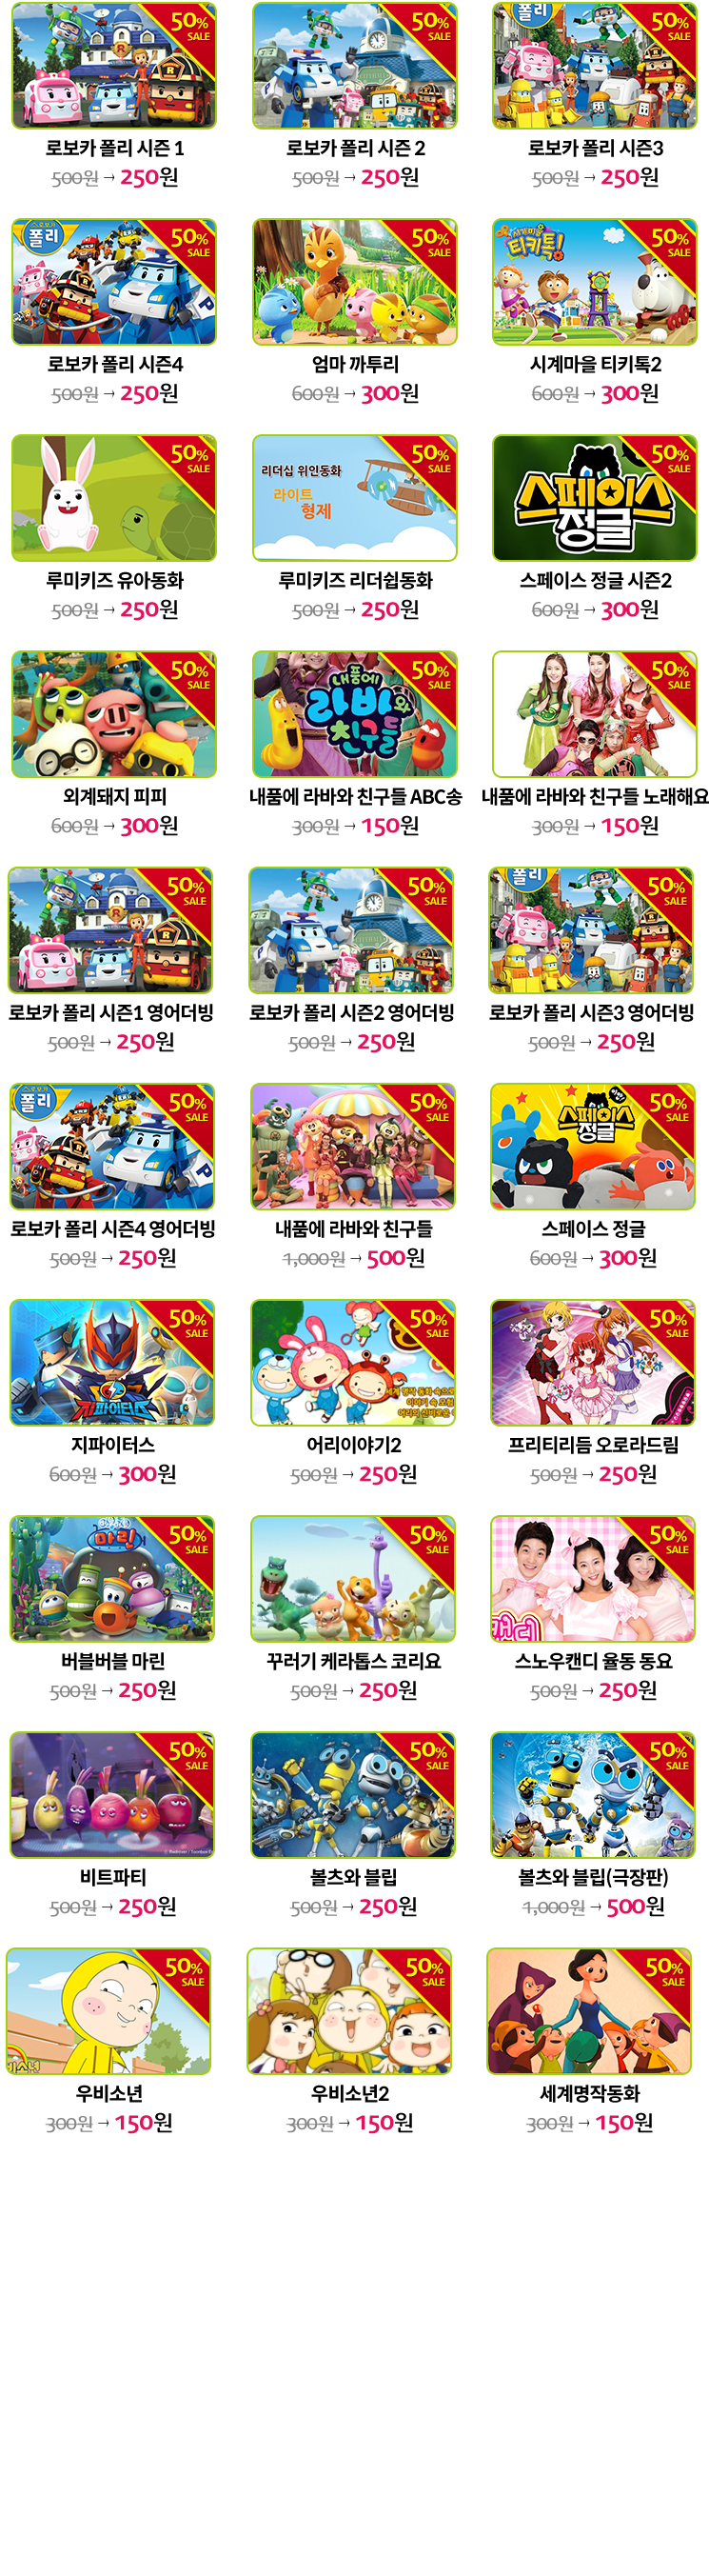 50%
SALE
50%
SALE
폴리
50%
SALE
로보카 폴리 시즌 1
로보카 폴리 시즌 2
로보카 폴리 시즌3
500원 → 250원
500원 → 250원
500원 → 250원
폴리
50%
SALE
50%
SALE
시계마을
티키톡!
50%
SALE
로보카 폴리 시즌4
엄마 까투리
시계마을 티키톡2
500원 → 250원
600원 → 300원
600원 → 300원
50%
SALE
리더십 위인동화
라이트
형제
50%
SALE
스페이스
정글
50%
SALE
루미키즈 유아동화
루미키즈 리더쉽동화
스페이스 정글 시즌2
500원 → 250원
500원 → 250원
600원 → 300원
50%
SALE
내품에
라바와
친구들
50%
SALE
50%
SALE
외계돼지 피피
내품에 라바와 친구들 ABC송
내품에 라바와 친구들 노래해요
600원 → 300원
300원 → 150원
300원 → 150원
50%
SALE
50%
SALE
폴리
50%
SALE
로보카 폴리 시즌1 영어더빙
로보카 폴리 시즌2 영어더빙
로보카 폴리 시즌3 영어더빙
500원 → 250원
500원 → 250원
500원 → 250원
폴리
50%
SALE
50%
SALE
스페이스
정글
50%
SALE
로보카 폴리 시즌4 영어더빙
내품에 라바와 친구들
스페이스 정글
500원 → 250원
1,000원 → 500원
600원 → 300원
지파이터스
50%
SALE
50%
SALE
50%
SALE
지파이터스
어리이야기2
프리티리듬 오로라드림
600원 → 300원
500원 → 250원
500원 → 250원
마린
50%
SALE
50%
SALE
캔디
50%
SALE
버블버블 마린
꾸러기 케라톱스 코리요
스노우캔디 율동 동요
500원 → 250원
500원 → 250원
500원 → 250원
50%
SALE
50%
SALE
50%
SALE
비트파티
볼츠와 블립
볼츠와 블립(극장판)
500원 → 250원
500원 → 250원
1,000원 → 500원
50%
SALE
50%
SALE
50%
SALE
우비소년
우비소년2
세계명작동화
300원 → 150원
300원 → 150원
300원 → 150원